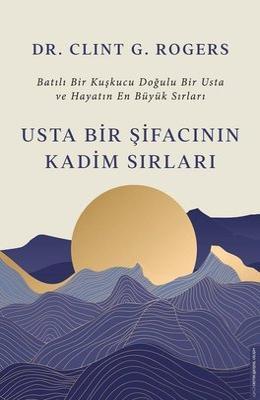 DR. CLINT G. ROGERS
Batılı Bir Kuşkucu Doğulu Bir Usta
ve Hayatın En Büyük Sırları
USTA BİR ŞİFACININ
KADİM SIRLARI